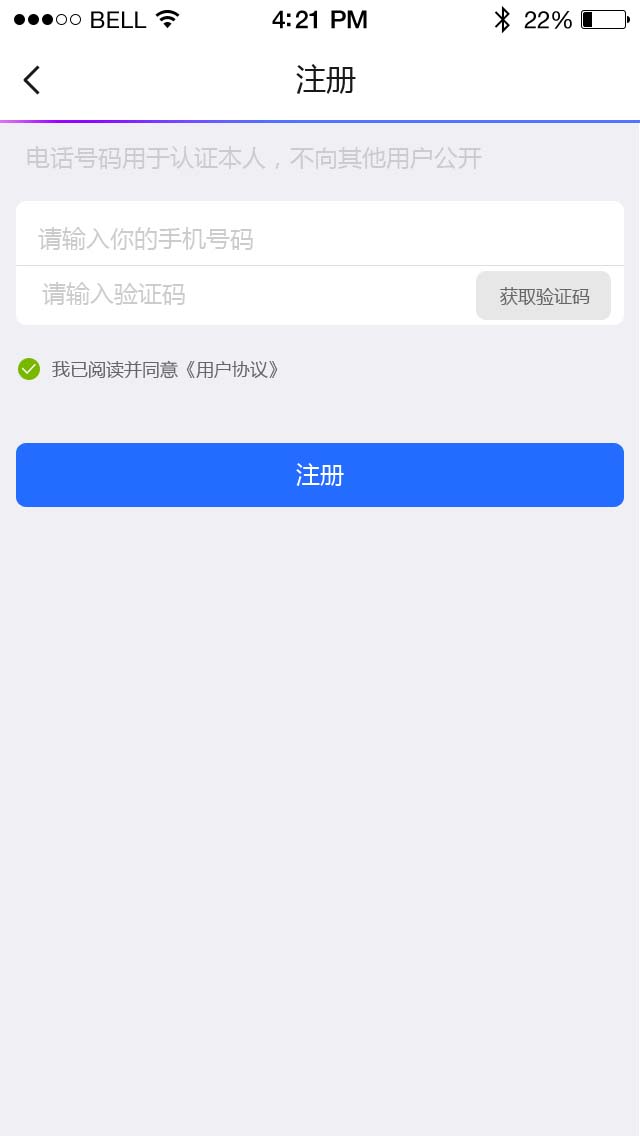 BELL 4:21 PM 22%
注册
电话号码用于认证本人，不向其他用户公开
请输入你的手机号码
请输入验证码 获取验证码
我已阅读并同意《用户协议》
注册